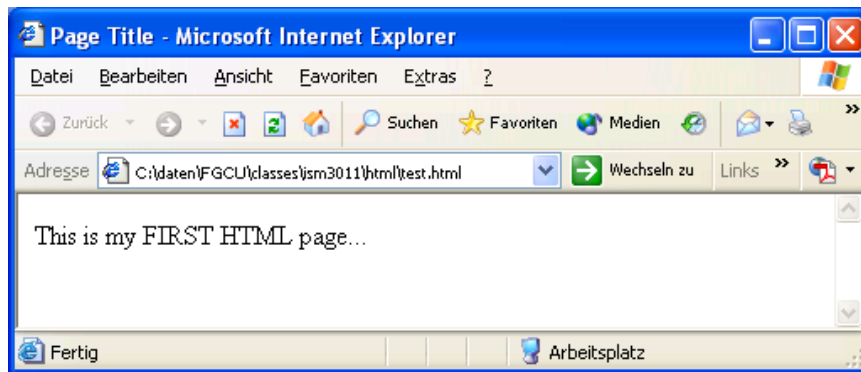 Page Title - Microsoft Internet Explorer
Datei Bearbeiten Ansicht Favoriten Extras ?
Zurück Suchen Favoriten Medien »
Adresse C:\daten\FGCU\classes\ism3011\html\test.html Wechseln zu Links »
This is my FIRST HTML page...
Fertig Arbeitsplatz